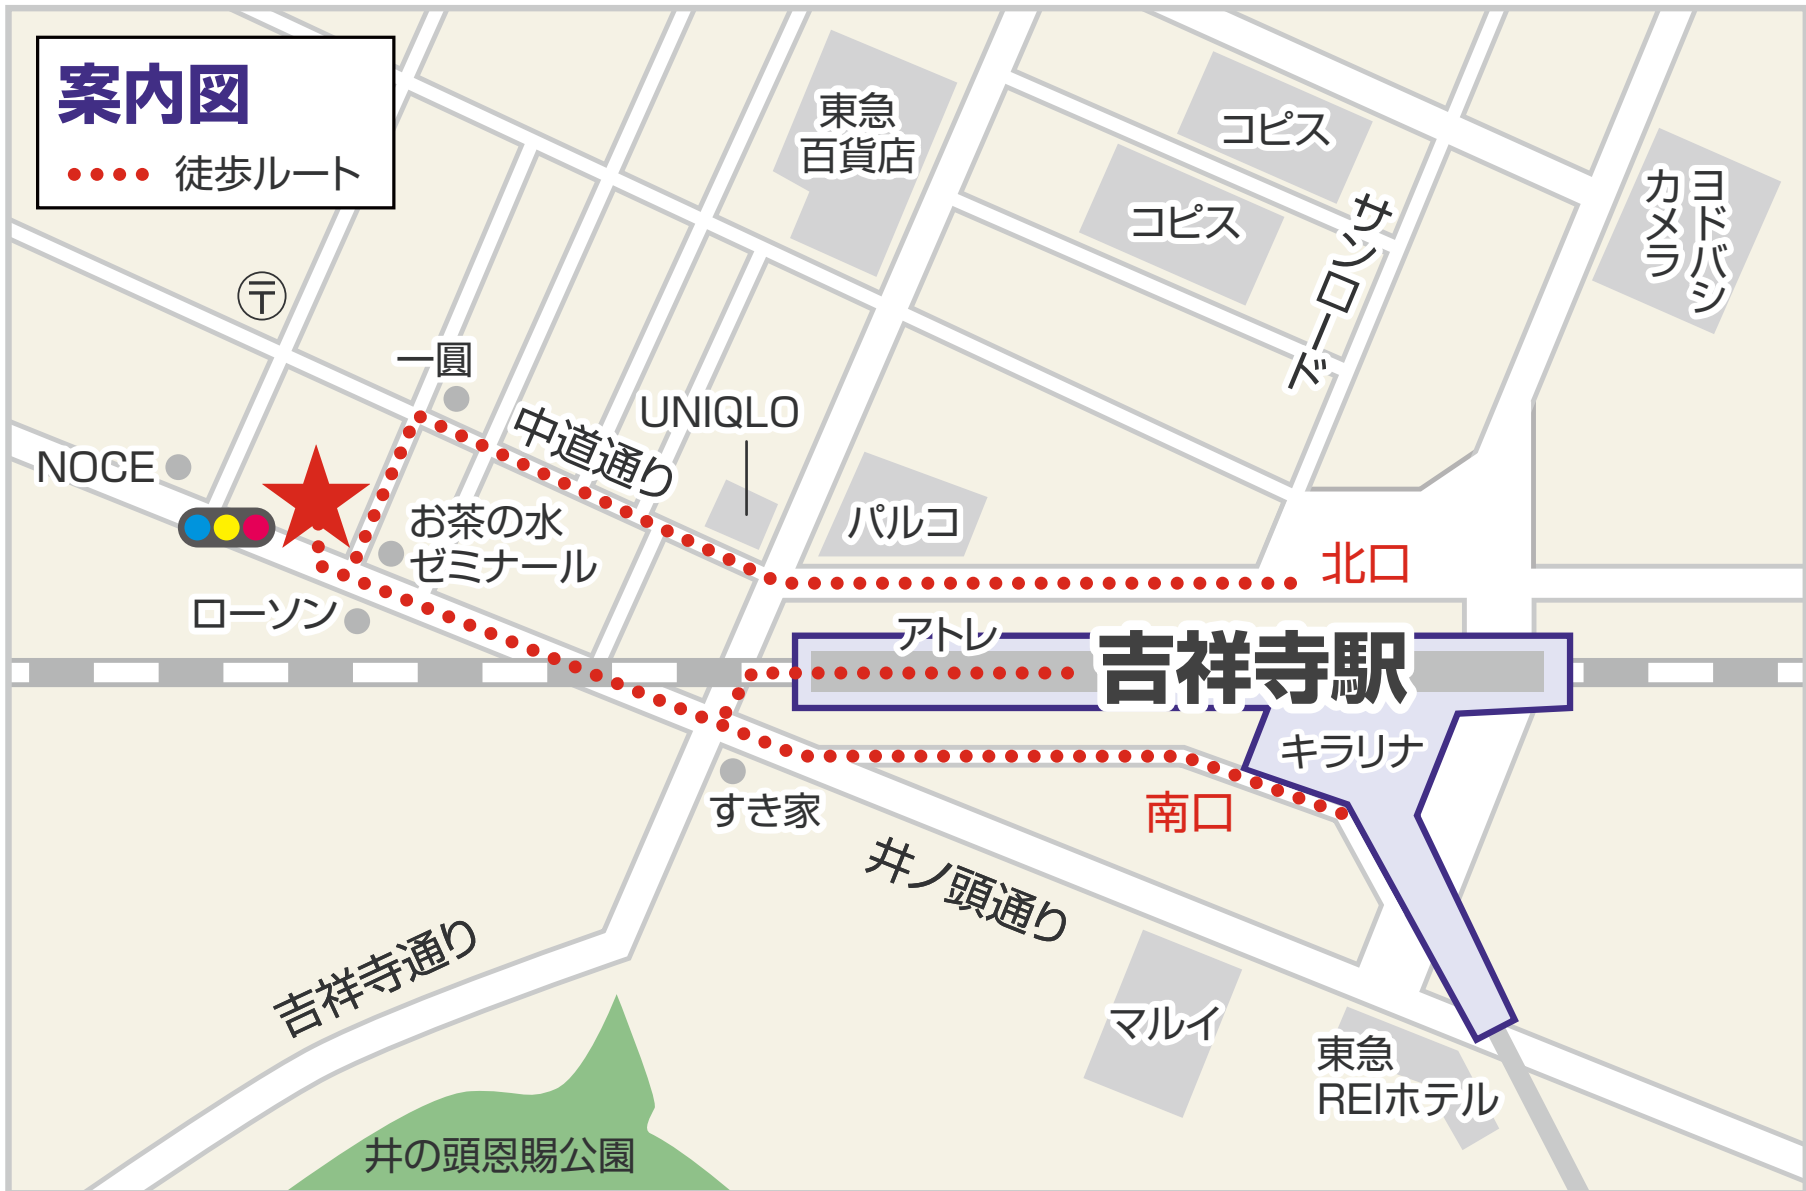 案内図
徒歩ルート
東急
百貨店
コピス
コピス
サンロード
ヨドバシ
カメラ
〒
一圓
UNIQLO
中道通り
NOCE
お茶の水
ゼミナール
パルコ
北口
ローソン
アトレ
吉祥寺駅
キラリナ
すき家
南口
井ノ頭通り
吉祥寺通り
マルイ
東急
REIホテル
井の頭恩賜公園